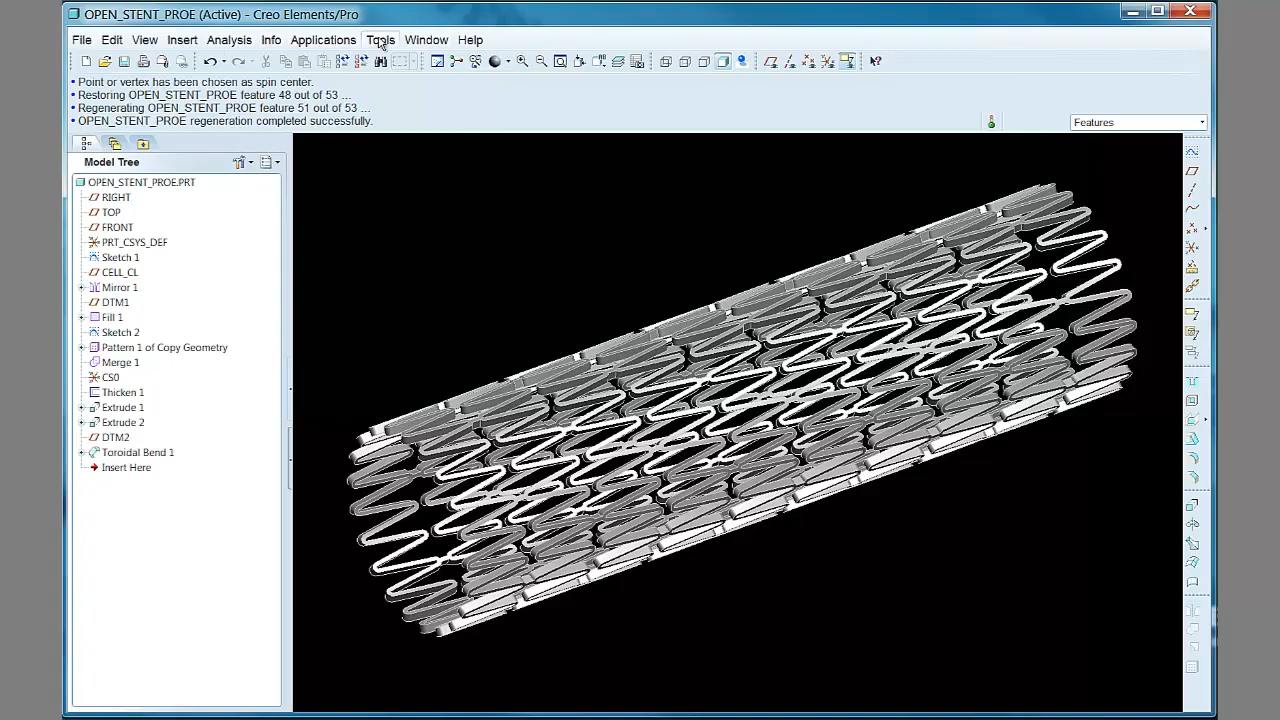 OPEN_STENT_PROE (Active) - Creo Elements/Pro
File Edit View Insert Analysis Info Applications Tools Window Help
• Point or vertex has been chosen as spin center.
• Restoring OPEN_STENT_PROE feature 48 out of 53 ...
• Regenerating OPEN_STENT_PROE feature 51 out of 53 ...
• OPEN_STENT_PROE regeneration completed successfully.
Features
Model Tree
OPEN_STENT_PROE.PRT
RIGHT
TOP
FRONT
PRT_CSYS_DEF
Sketch 1
CELL_CL
Mirror 1
DTM1
Fill 1
Sketch 2
Pattern 1 of Copy Geometry
Merge 1
CS0
Thicken 1
Extrude 1
Extrude 2
DTM2
Toroidal Bend 1
Insert Here